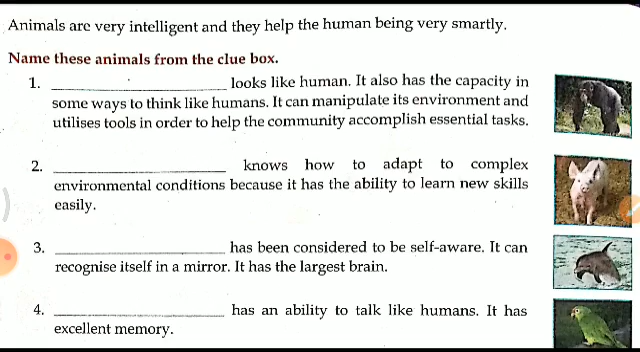 Animals are very intelligent and they help the human being very smartly.
Name these animals from the clue box.
1. ____________________ looks like human. It also has the capacity in
some ways to think like humans. It can manipulate its environment and
utilises tools in order to help the community accomplish essential tasks.
2. ____________________ knows how to adapt to complex
environmental conditions because it has the ability to learn new skills
easily.
3. ____________________ has been considered to be self-aware. It can
recognise itself in a mirror. It has the largest brain.
4. ____________________ has an ability to talk like humans. It has
excellent memory.